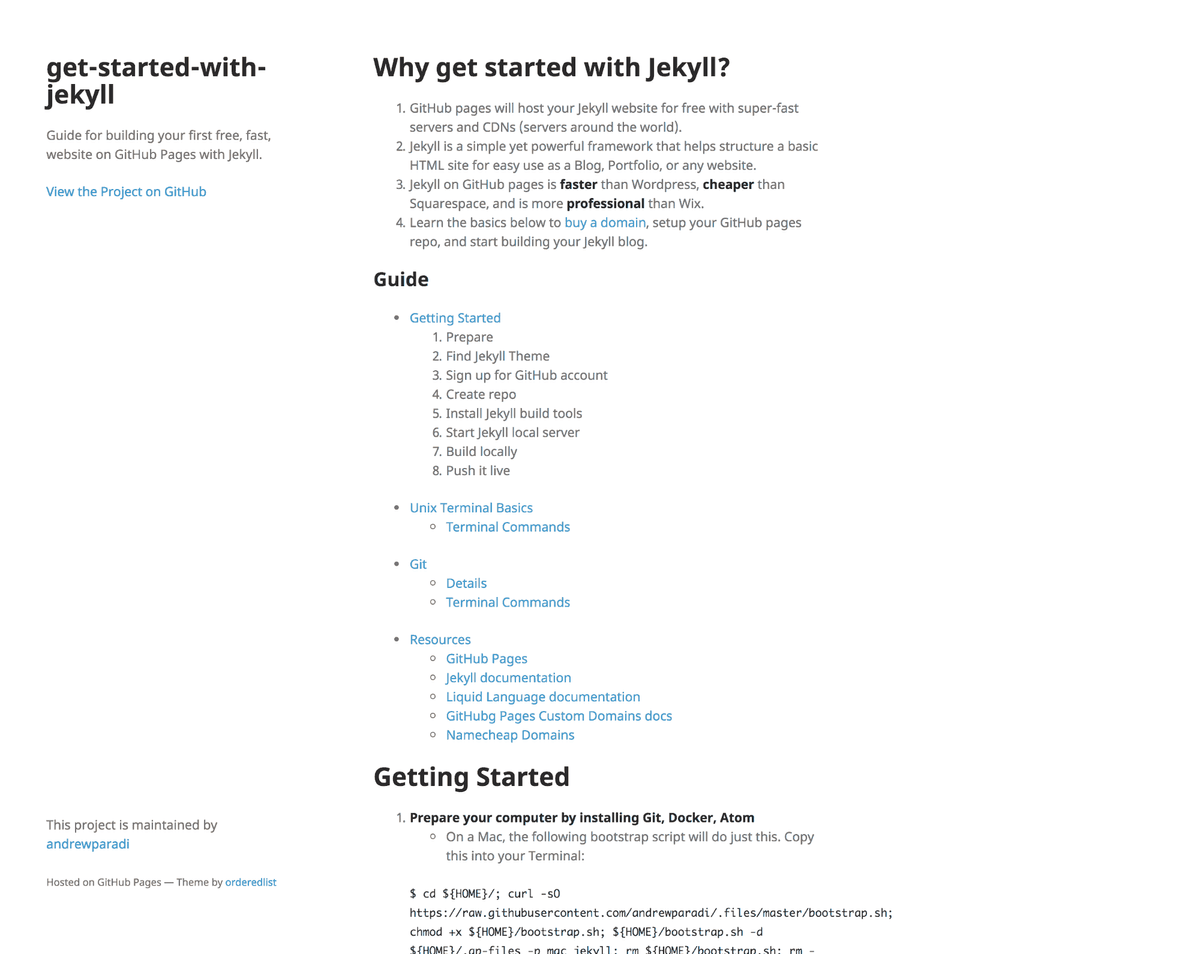 get-started-with-
jekyll
Guide for building your first free, fast,
website on GitHub Pages with Jekyll.
View the Project on GitHub
Why get started with Jekyll?
1. GitHub pages will host your Jekyll website for free with super-fast
servers and CDNs (servers around the world).
2. Jekyll is a simple yet powerful framework that helps structure a basic
HTML site for easy use as a Blog, Portfolio, or any website.
3. Jekyll on GitHub pages is faster than Wordpress, cheaper than
Squarespace, and is more professional than Wix.
4. Learn the basics below to buy a domain, setup your GitHub pages
repo, and start building your Jekyll blog.
Guide
• Getting Started
1. Prepare
2. Find Jekyll Theme
3. Sign up for GitHub account
4. Create repo
5. Install Jekyll build tools
6. Start Jekyll local server
7. Build locally
8. Push it live
• Unix Terminal Basics
○ Terminal Commands
• Git
○ Details
○ Terminal Commands
• Resources
○ GitHub Pages
○ Jekyll documentation
○ Liquid Language documentation
○ GitHubg Pages Custom Domains docs
○ Namecheap Domains
Getting Started
1. Prepare your computer by installing Git, Docker, Atom
○ On a Mac, the following bootstrap script will do just this. Copy
this into your Terminal:
$ cd ${HOME}/; curl -sO
https://raw.githubusercontent.com/andrewparadi/.files/master/bootstrap.sh;
chmod +x ${HOME}/bootstrap.sh; ${HOME}/bootstrap.sh -d
${HOME}/.ap-files -p mac_jekyll; rm ${HOME}/bootstrap.sh; rm -
This project is maintained by
andrewparadi
Hosted on GitHub Pages — Theme by orderedlist